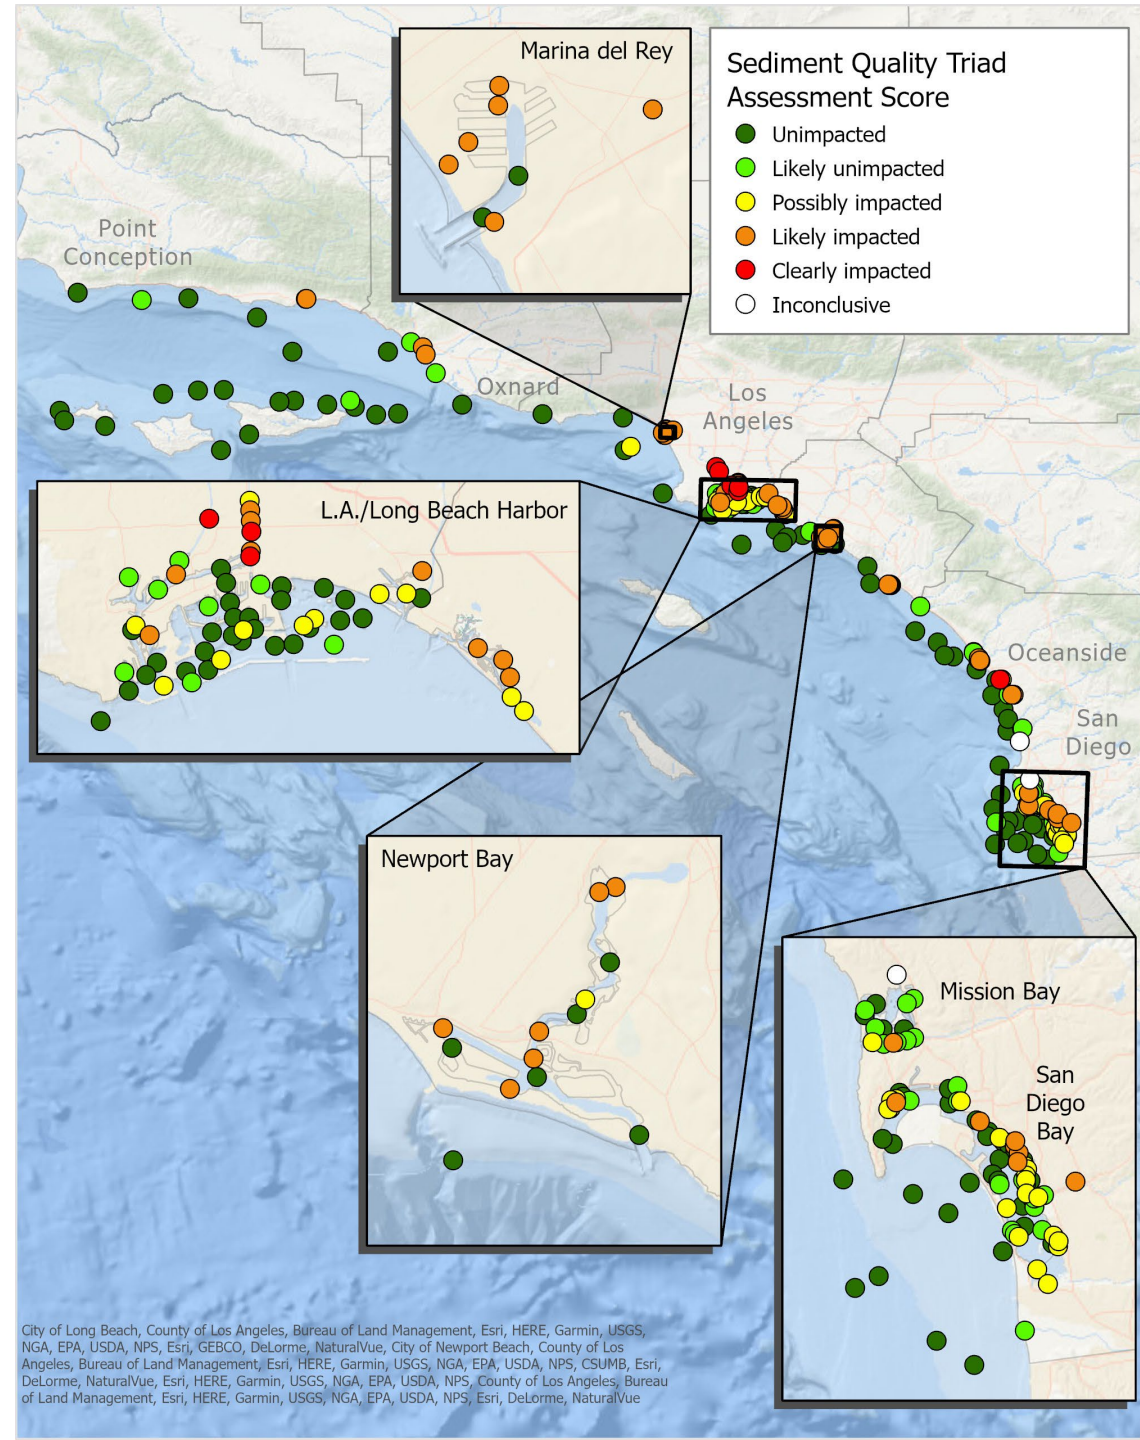 Marina del Rey
Sediment Quality Triad
Assessment Score
Unimpacted
Likely unimpacted
Possibly impacted
Likely impacted
Clearly impacted
Inconclusive
Point
Conception
Oxnard
Los
Angeles
L.A./Long Beach Harbor
Oceanside
San
Diego
Newport Bay
Mission Bay
San
Diego
Bay
City of Long Beach, County of Los Angeles, Bureau of Land Management, Esri, HERE, Garmin, USGS,
NGA, EPA, USDA, NPS, Esri, GEBCO, DeLorme, NaturalVue, City of Newport Beach, County of Los
Angeles, Bureau of Land Management, Esri, HERE, Garmin, USGS, NGA, EPA, USDA, NPS, CSUMB, Esri,
DeLorme, NaturalVue, Esri, HERE, Garmin, USGS, NGA, EPA, USDA, NPS, County of Los Angeles, Bureau
of Land Management, Esri, HERE, Garmin, USGS, NGA, EPA, USDA, NPS, Esri, DeLorme, NaturalVue